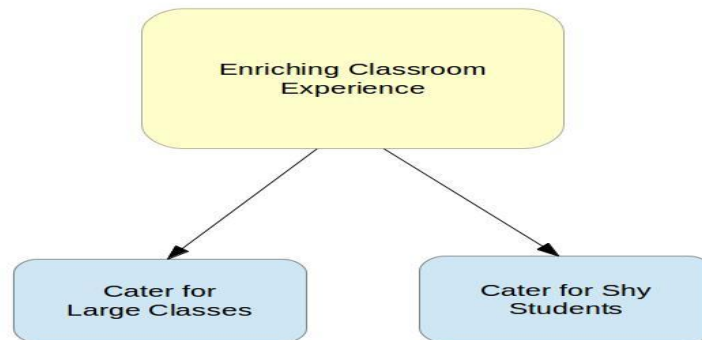 Enriching Classroom
Experience
Cater for
Large Classes
Cater for Shy
Students